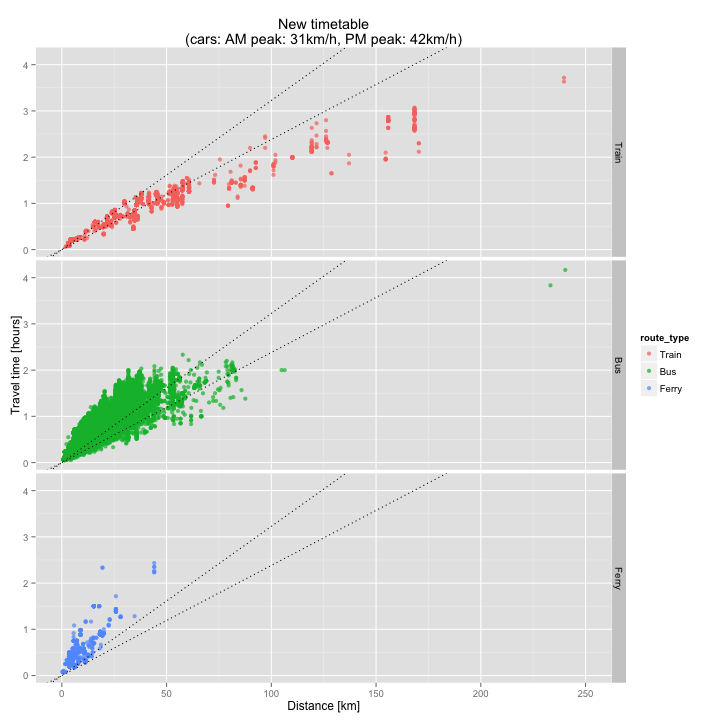 New timetable
(cars: AM peak: 31km/h, PM peak: 42km/h)
Travel time [hours]
4
3
2
1
0
Train
4
3
2
1
0
Bus
4
3
2
1
0
Ferry
0 50 100 150 200 250
Distance [km]
route_type
Train
Bus
Ferry